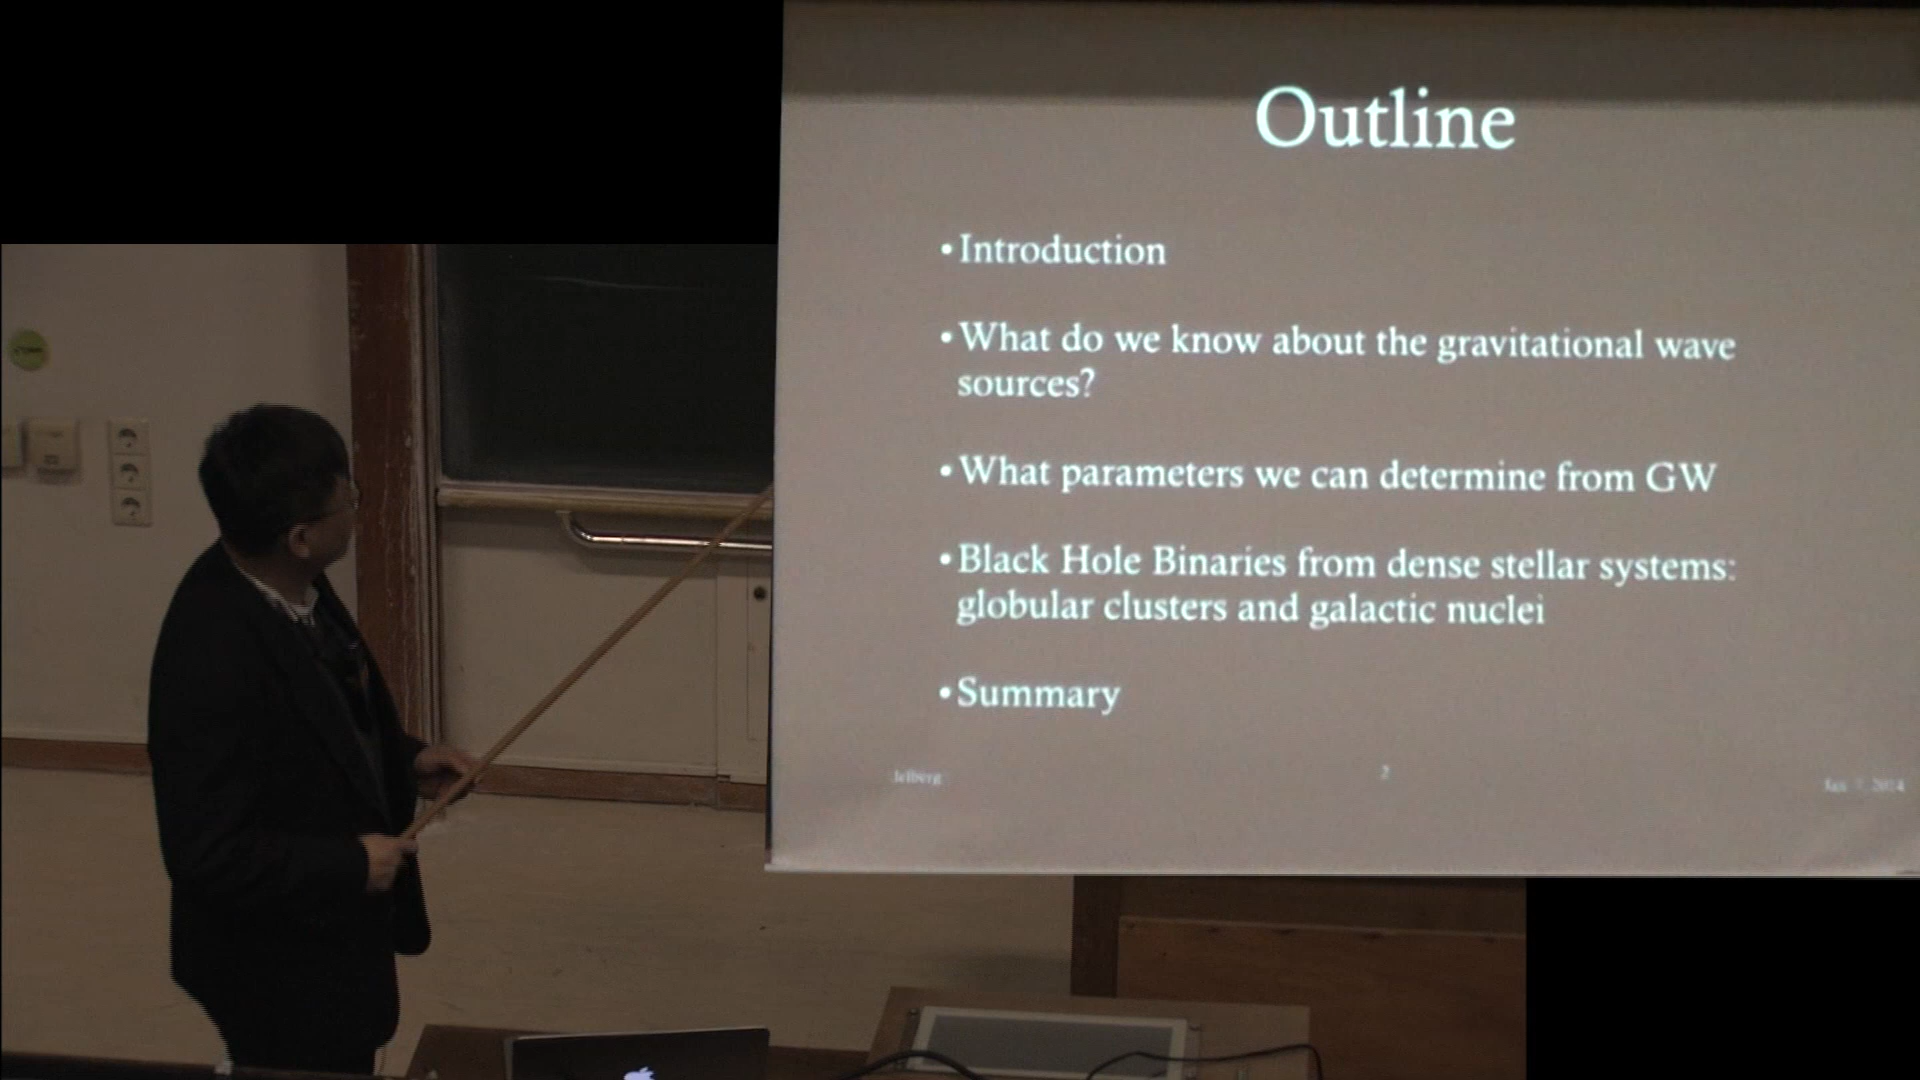 Outline
• Introduction
• What do we know about the gravitational wave
sources?
• What parameters we can determine from GW
• Black Hole Binaries from dense stellar systems:
globular clusters and galactic nuclei
• Summary
2